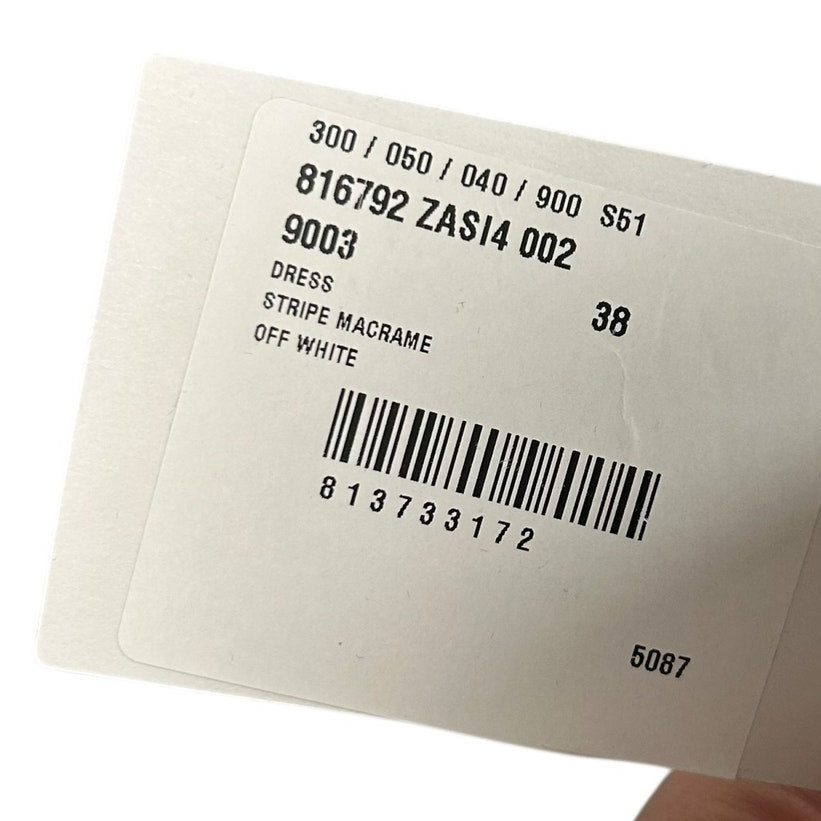 300 / 050 / 040 / 900 S51
816792 ZASI4 002
9003
38
DRESS
STRIPE MACRAME
OFF WHITE
813733172
5087